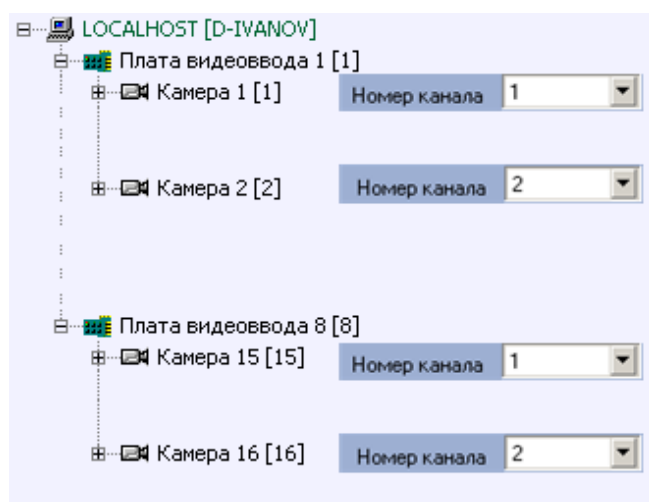 LOCALHOST [D-IVANOV]
Плата видеоввода 1 [1]
Камера 1 [1] Номер канала 1
Камера 2 [2] Номер канала 2
Плата видеоввода 8 [8]
Камера 15 [15] Номер канала 1
Камера 16 [16] Номер канала 2